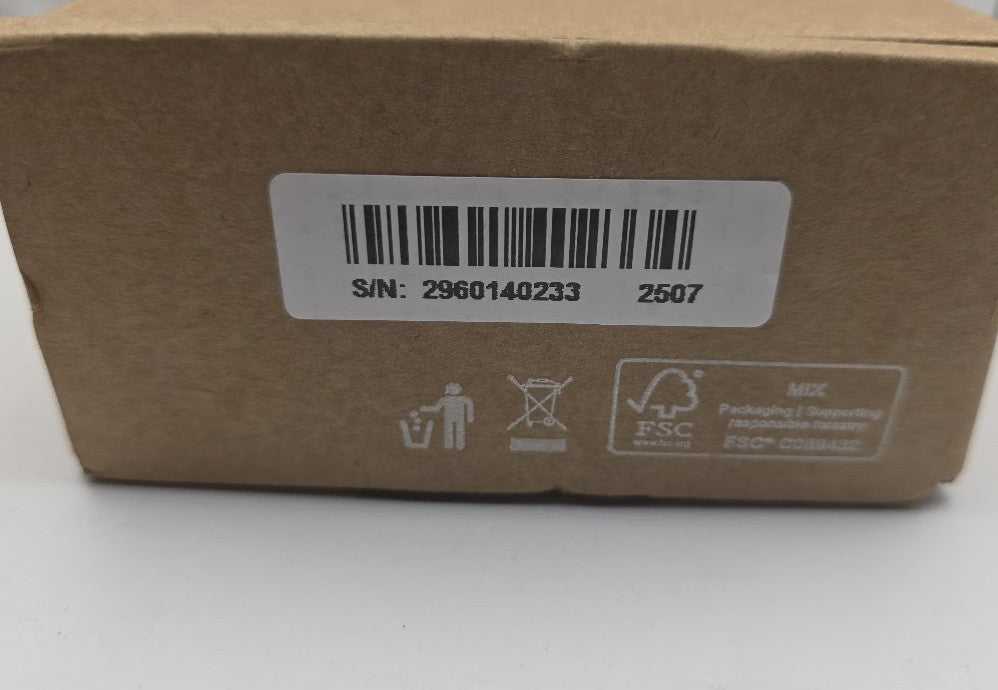 S/N: 2960140233 2507
FSC
www.fsc.org
MIX
Packaging | Supporting
responsible forestry